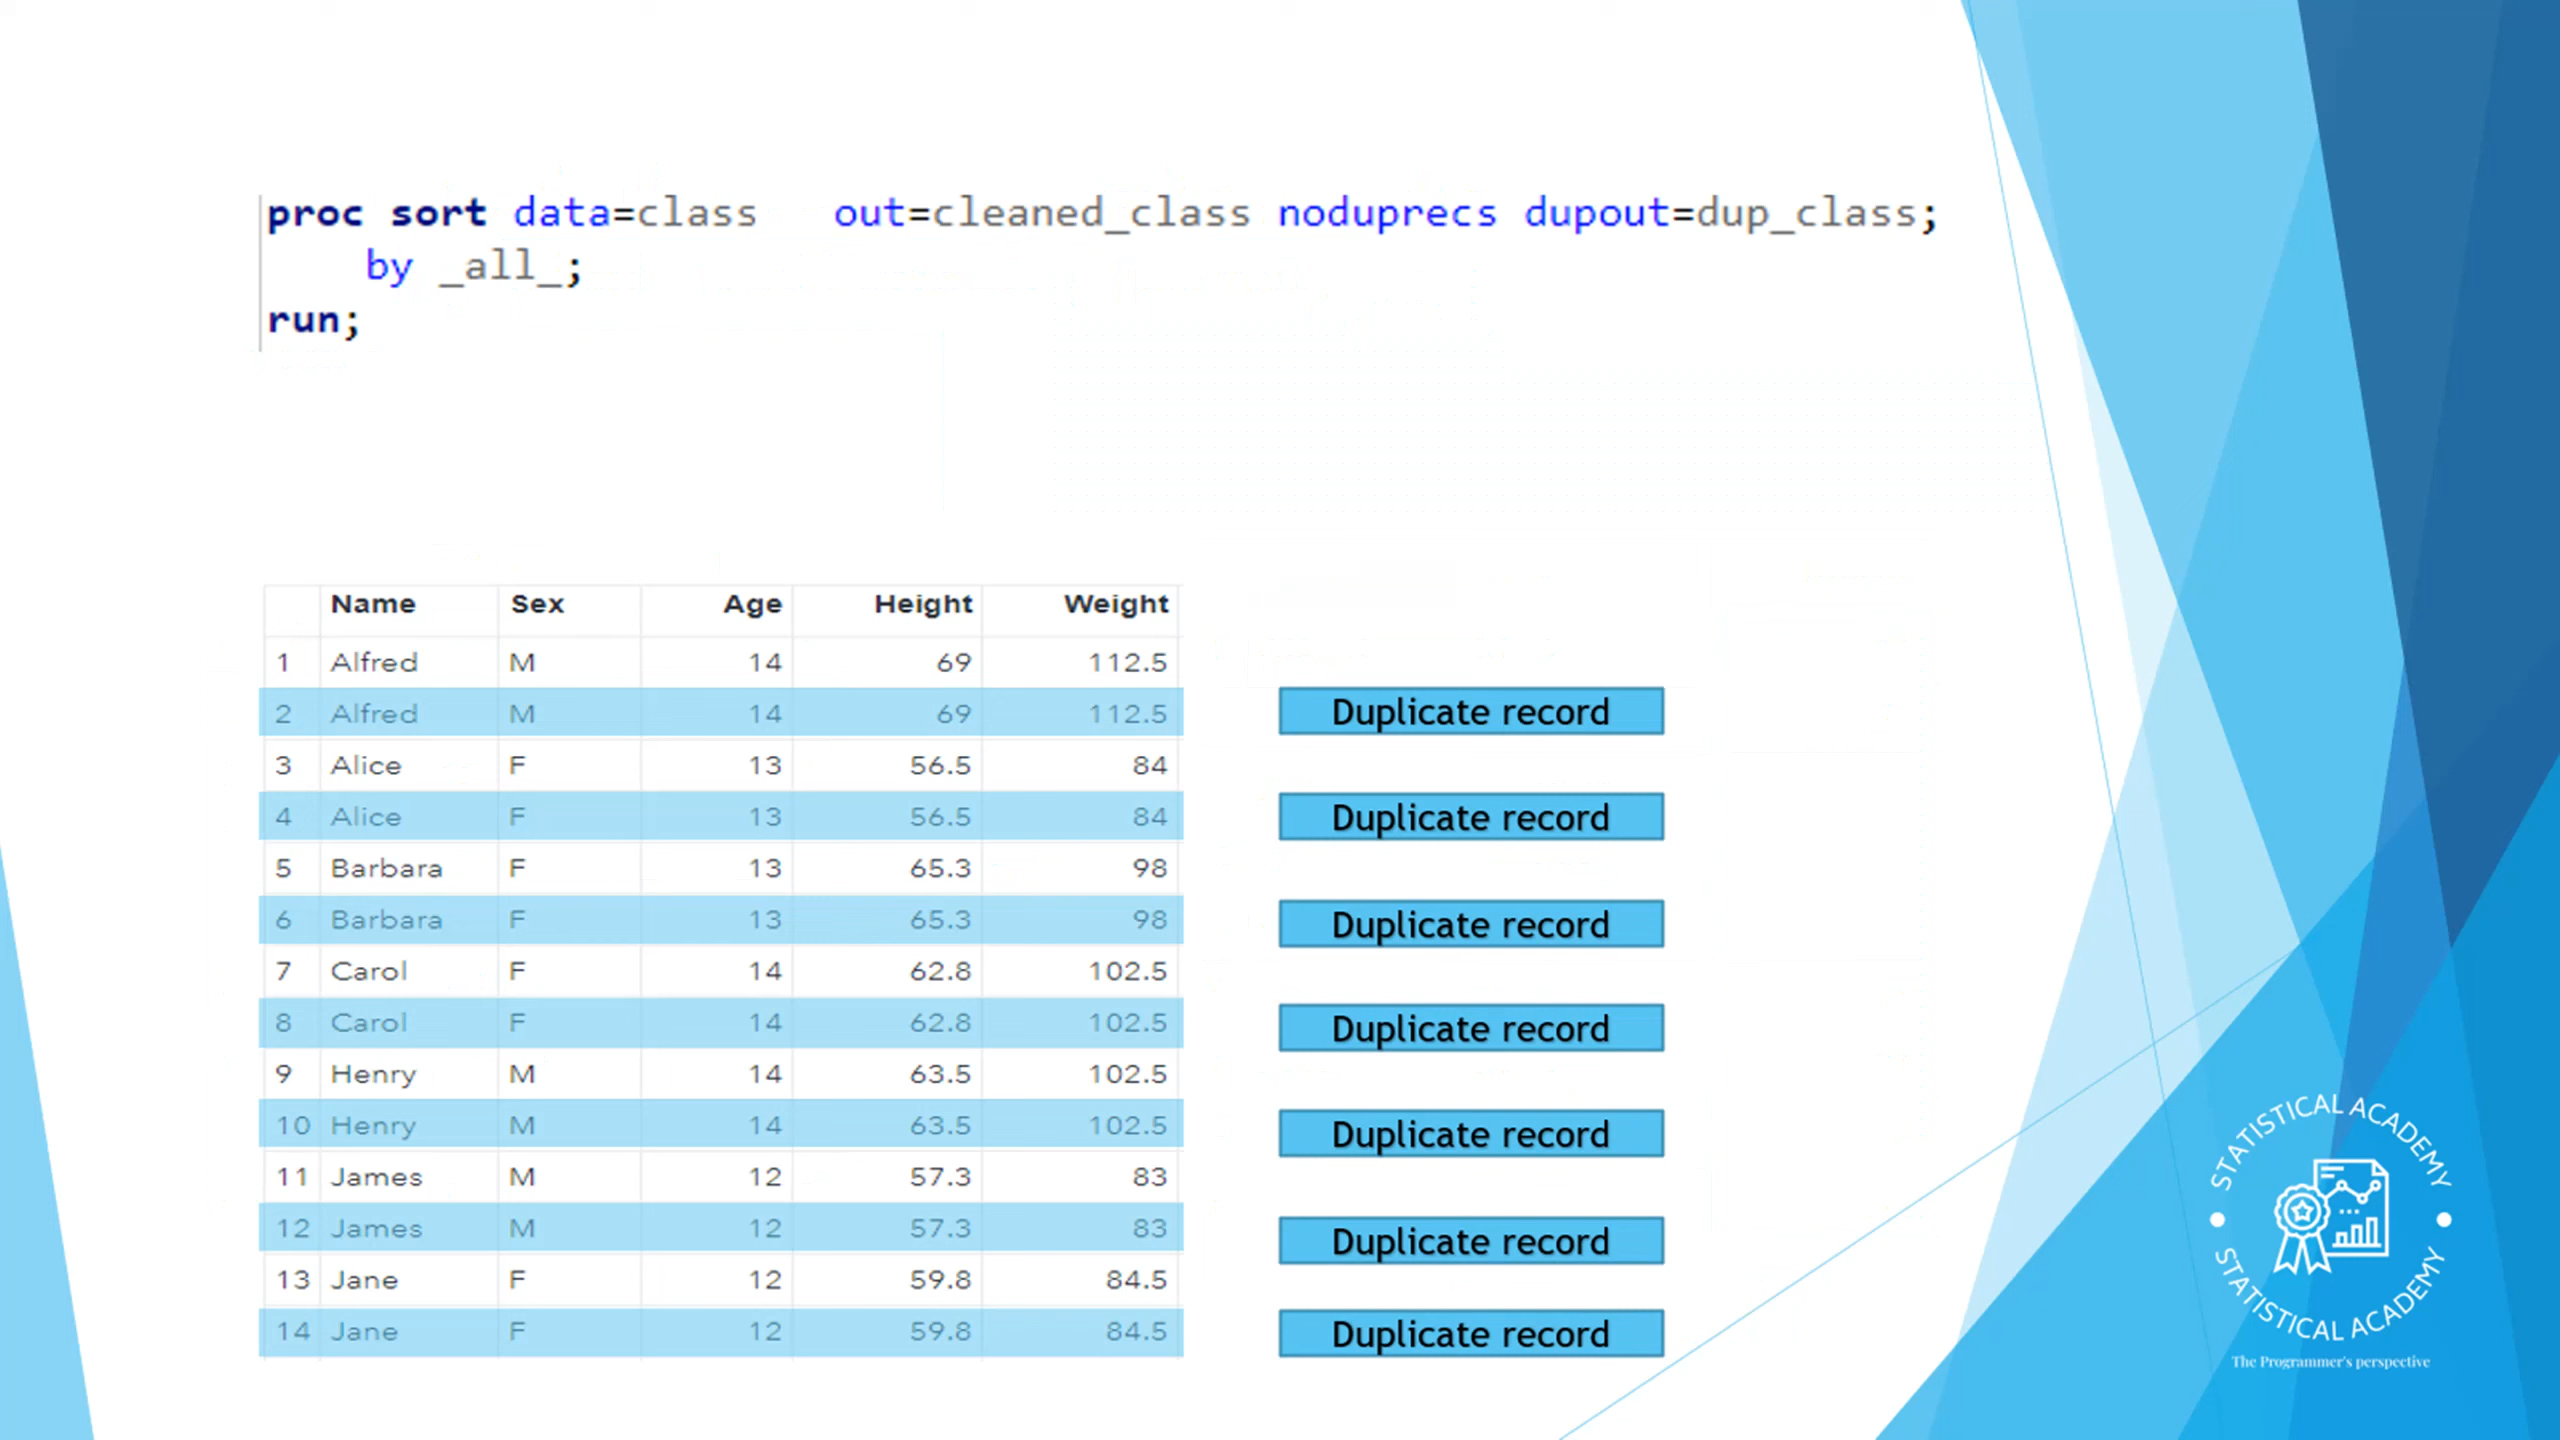 proc sort data=class out=cleaned_class noduprecs dupout=dup_class;
by _all_;
run;
Name Sex Age Height Weight
1 Alfred M 14 69 112.5
2 Alfred M 14 69 112.5 Duplicate record
3 Alice F 13 56.5 84
4 Alice F 13 56.5 84 Duplicate record
5 Barbara F 13 65.3 98
6 Barbara F 13 65.3 98 Duplicate record
7 Carol F 14 62.8 102.5
8 Carol F 14 62.8 102.5 Duplicate record
9 Henry M 14 63.5 102.5
10 Henry M 14 63.5 102.5 Duplicate record
11 James M 12 57.3 83
12 James M 12 57.3 83 Duplicate record
13 Jane F 12 59.8 84.5
14 Jane F 12 59.8 84.5 Duplicate record
STATISTICAL ACADEMY
STATISTICAL ACADEMY
The Programmer's perspective